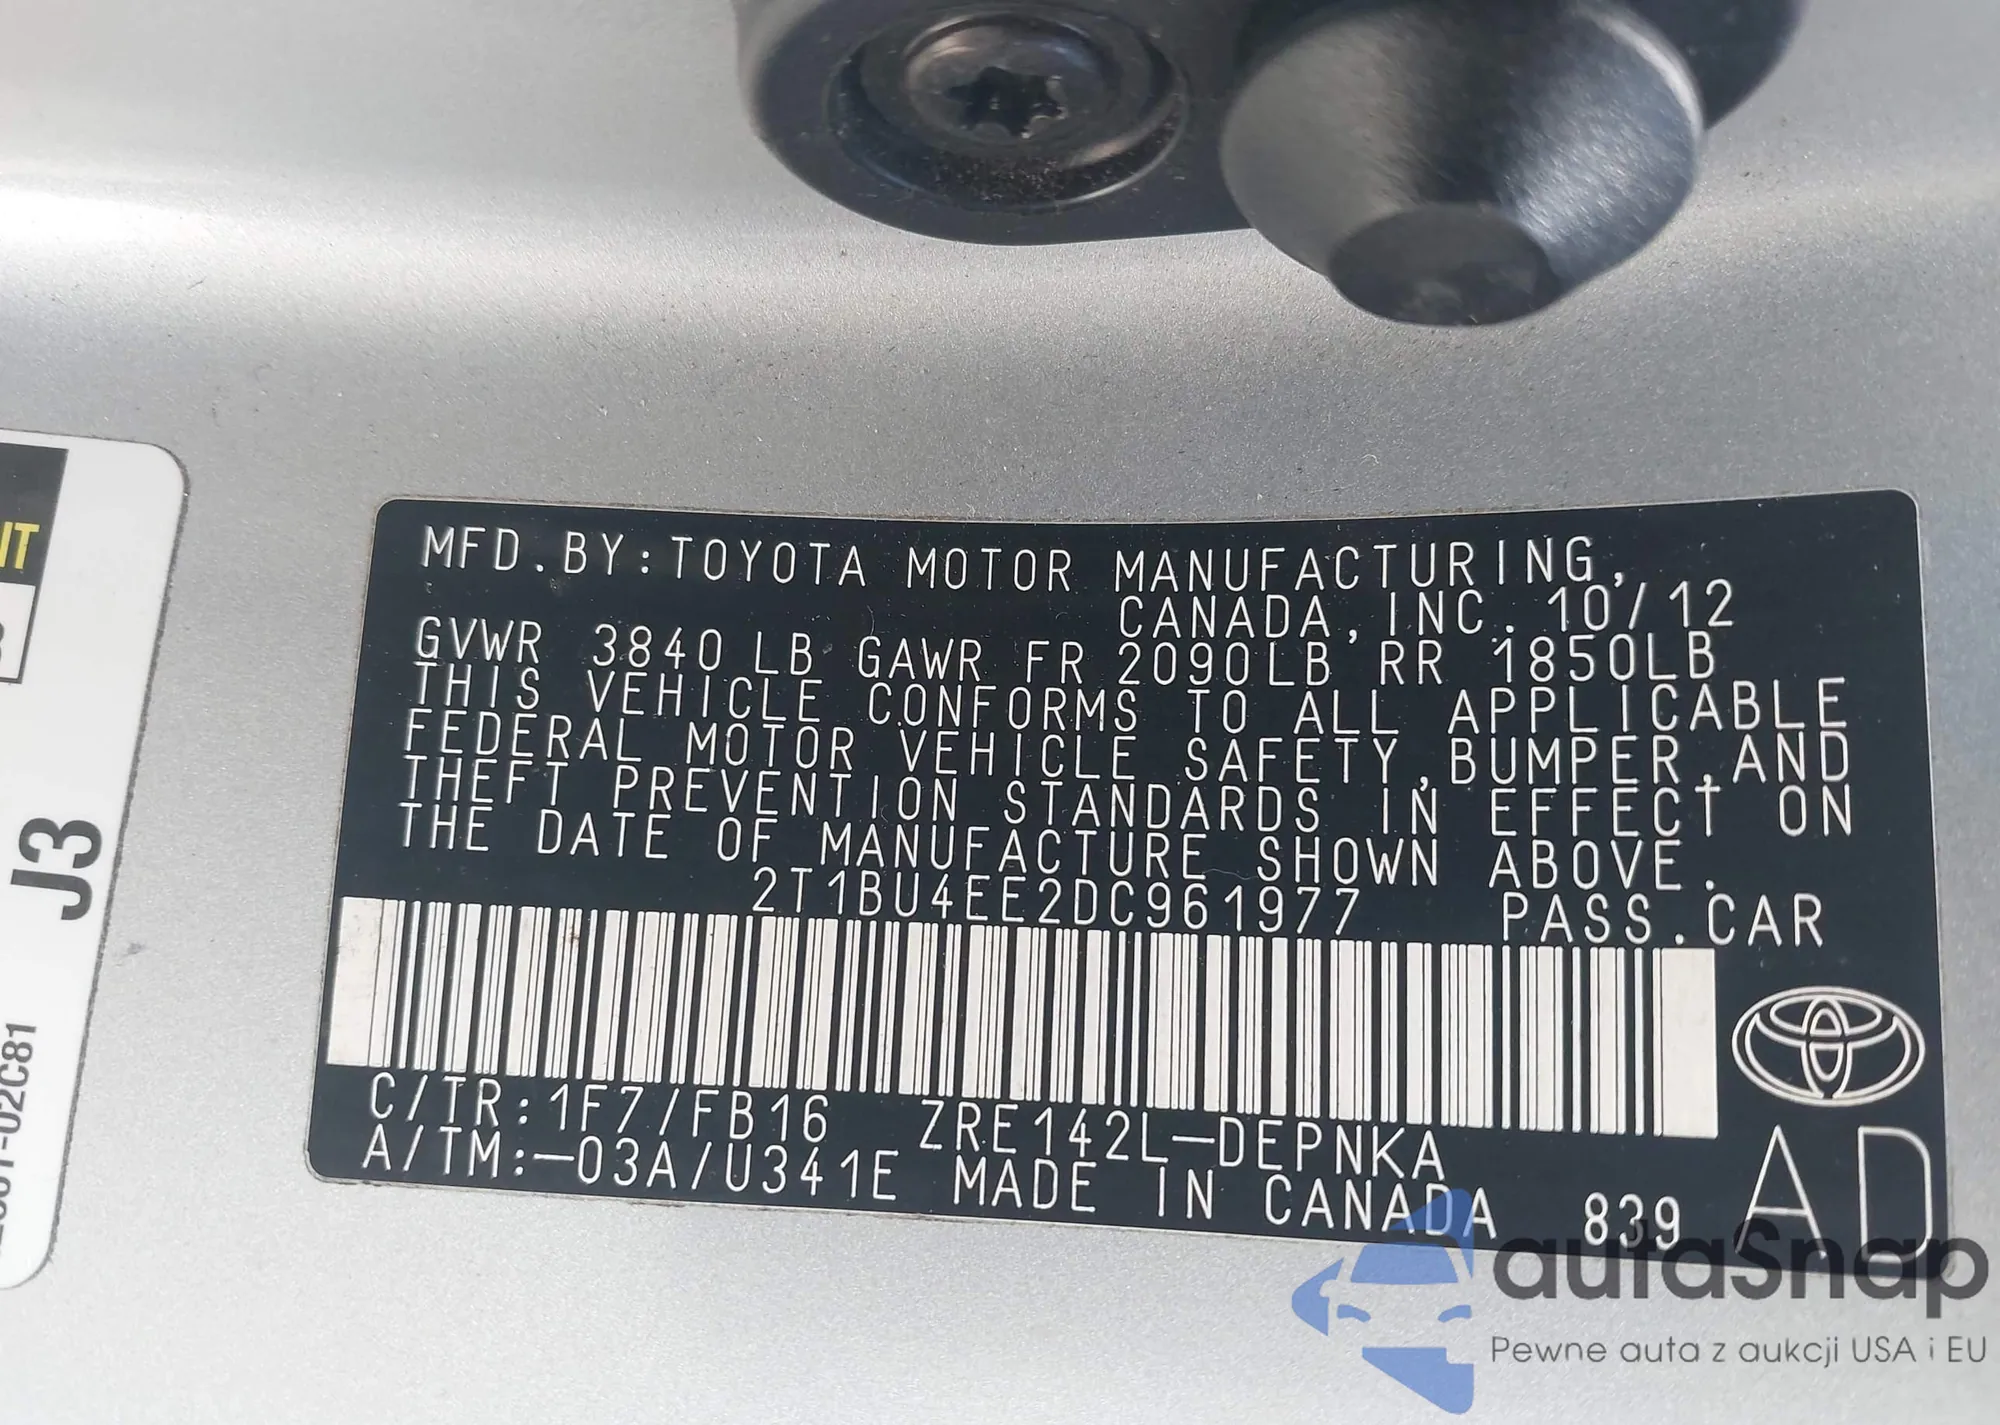 MFD.BY:TOYOTA MOTOR MANUFACTURING,
CANADA,INC. 10/12
GVWR 3840 LB GAWR FR 2090LB RR 1850LB
THIS VEHICLE CONFORMS TO ALL APPLICABLE
FEDERAL MOTOR VEHICLE SAFETY,BUMPER,AND
THEFT PREVENTION STANDARDS IN EFFECT ON
THE DATE OF MANUFACTURE SHOWN ABOVE.
2T1BU4EE2DC961977 PASS.CAR
C/TR:1F7/FB16 ZRE142L-DEPNKA
A/TM:-03A/U341E MADE IN CANADA 839 AD
J3
autaSnap
Pewne auta z aukcji USA i EU